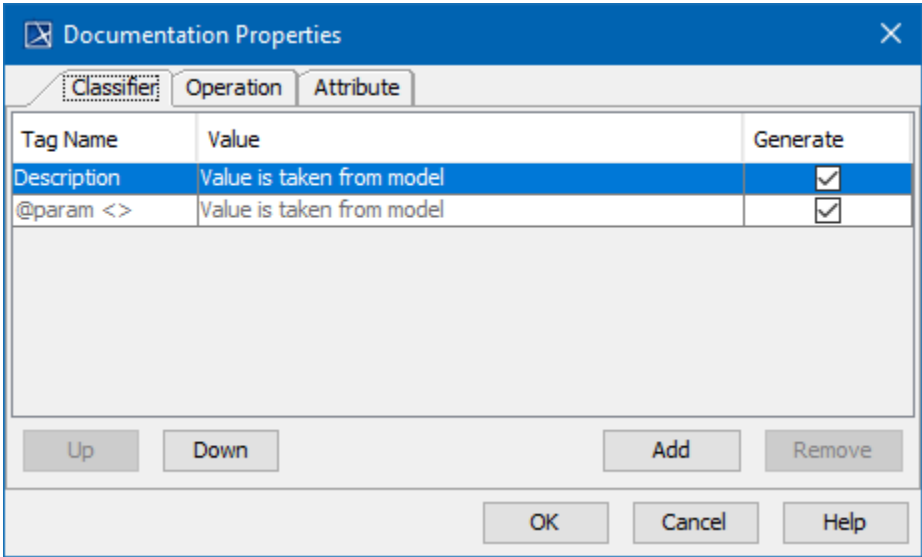 Documentation Properties
Classifier Operation Attribute
Tag Name Value Generate
Description Value is taken from model
@param <> Value is taken from model
Up Down Add Remove
OK Cancel Help